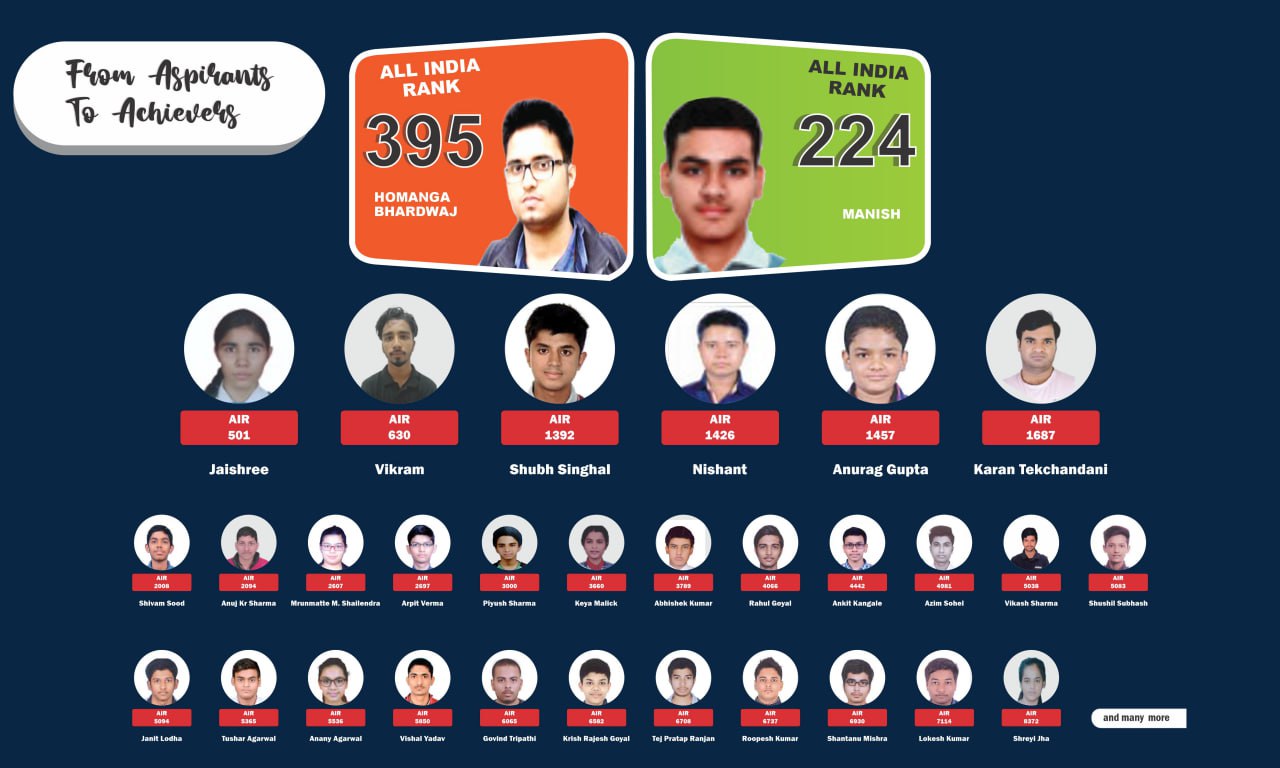 From Aspirants
To Achievers
ALL INDIA
RANK
395
HOMANGA
BHARDWAJ
ALL INDIA
RANK
224
MANISH
AIR
501
Jaishree
AIR
630
Vikram
AIR
1392
Shubh Singhal
AIR
1426
Nishant
AIR
1457
Anurag Gupta
AIR
1687
Karan Tekchandani
AIR
2008
Shivam Sood
AIR
2094
Anuj Kr Sharma
AIR
2607
Mrunmatte M. Shailendra
AIR
2697
Arpit Verma
AIR
3000
Piyush Sharma
AIR
3660
Keya Malick
AIR
3789
Abhishek Kumar
AIR
4066
Rahul Goyal
AIR
4442
Ankit Kangale
AIR
4981
Azim Sohel
AIR
5036
Vikash Sharma
AIR
5083
Shushil Subhash
AIR
5094
Janit Lodha
AIR
5365
Tushar Agarwal
AIR
5536
Anany Agarwal
AIR
5850
Vishal Yadav
AIR
6065
Govind Tripathi
AIR
6582
Krish Rajesh Goyal
AIR
6708
Tej Pratap Ranjan
AIR
6737
Roopesh Kumar
AIR
6930
Shantanu Mishra
AIR
7114
Lokesh Kumar
AIR
8372
Shreyi Jha
and many more